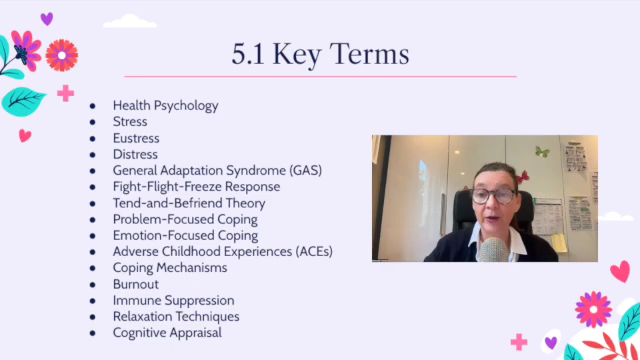 5.1 Key Terms
● Health Psychology
● Stress
● Eustress
● Distress
● General Adaptation Syndrome (GAS)
● Fight-Flight-Freeze Response
● Tend-and-Befriend Theory
● Problem-Focused Coping
● Emotion-Focused Coping
● Adverse Childhood Experiences (ACEs)
● Coping Mechanisms
● Burnout
● Immune Suppression
● Relaxation Techniques
● Cognitive Appraisal